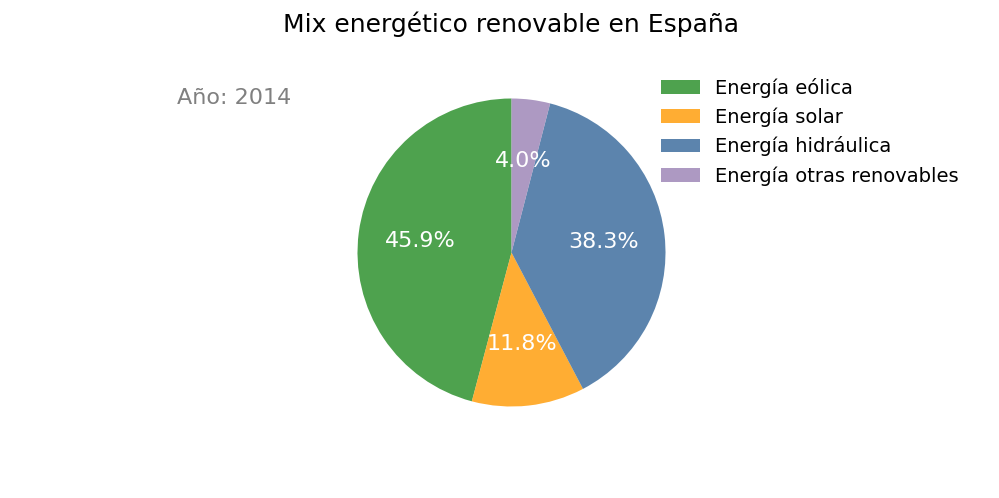 Mix energético renovable en España
Año: 2014
Energía eólica
Energía solar
Energía hidráulica
Energía otras renovables
4.0%
45.9%
38.3%
11.8%